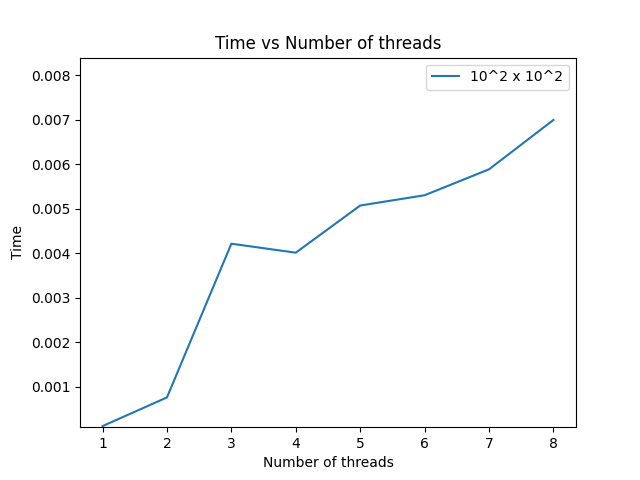 Time vs Number of threads
10^2 x 10^2
0.008
0.007
0.006
0.005
0.004
0.003
0.002
0.001
Time
1 2 3 4 5 6 7 8
Number of threads